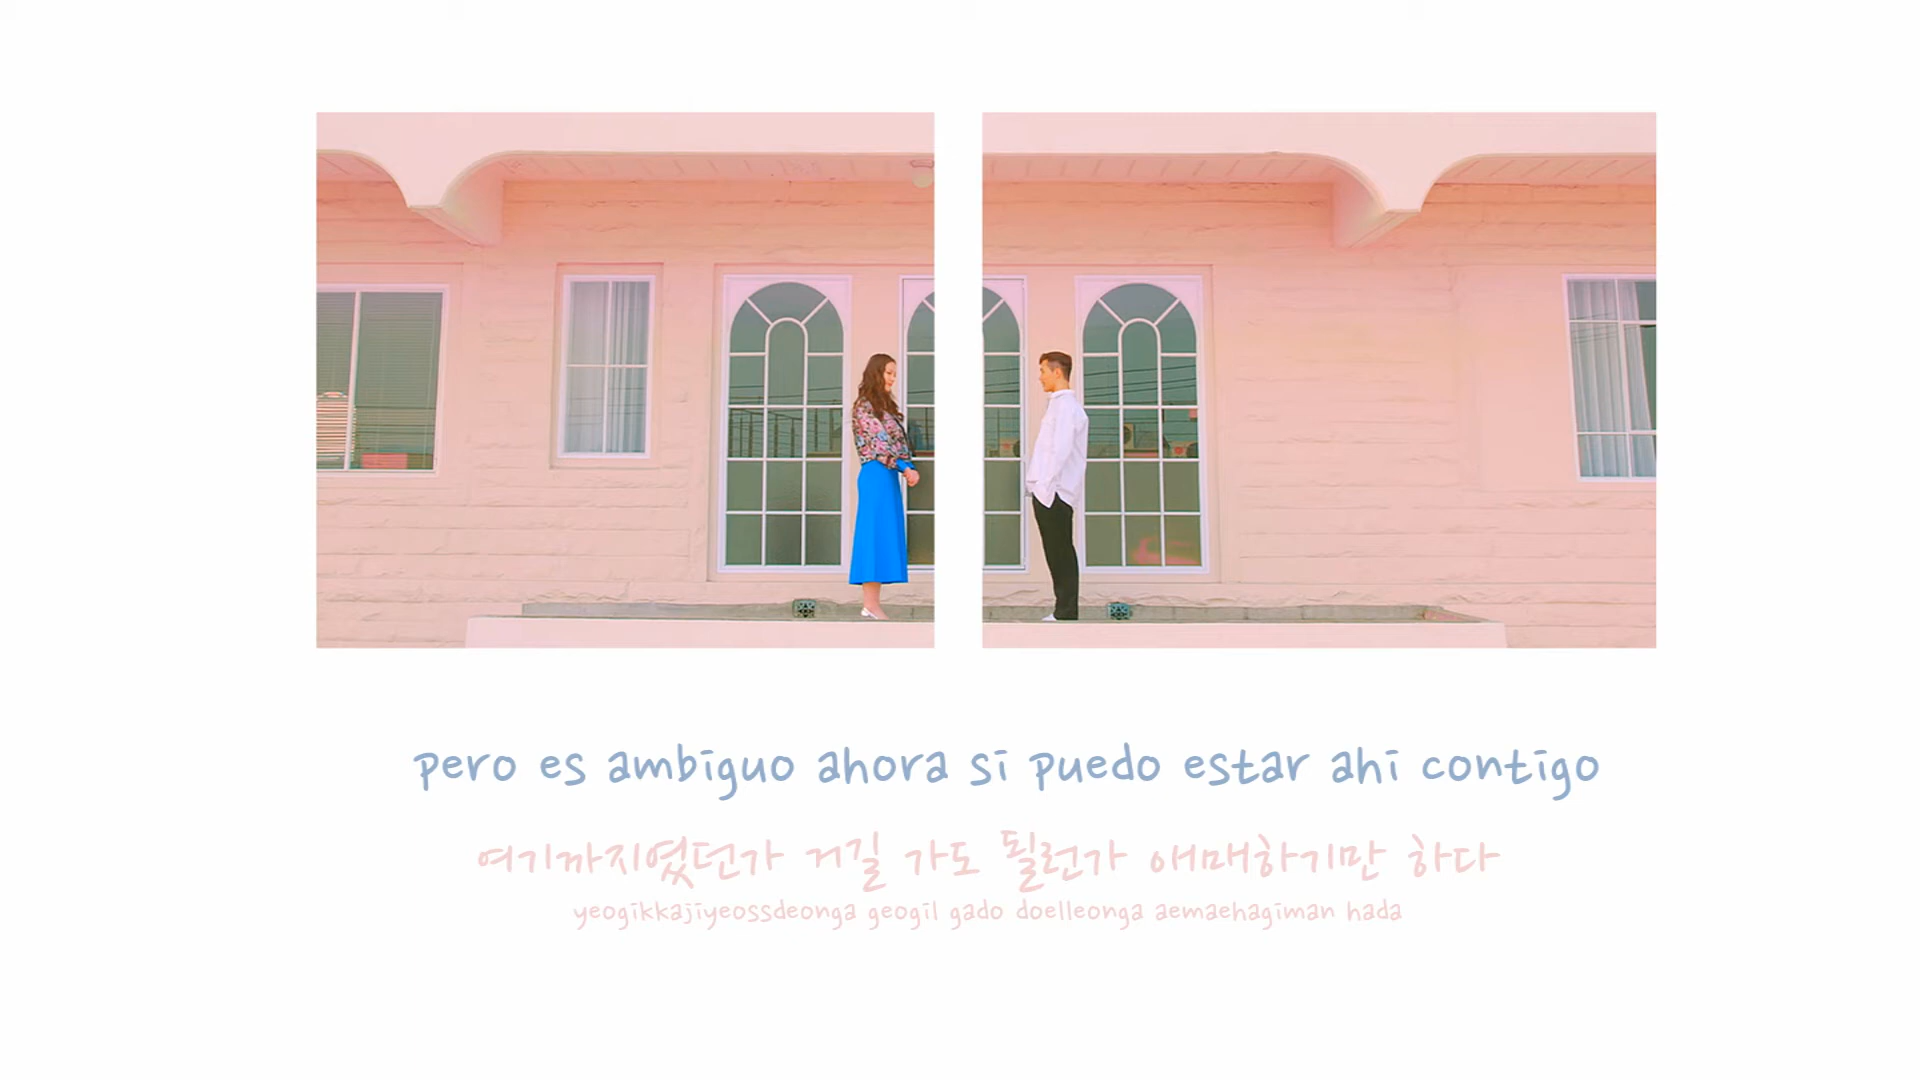 pero es ambiguo ahora si puedo estar ahi contigo
여기까지였던가 거길 가도 될런가 애매하기만 하다
yeogikkajiyeossdeonga geogil gado doelleonga aemaehagiman hada